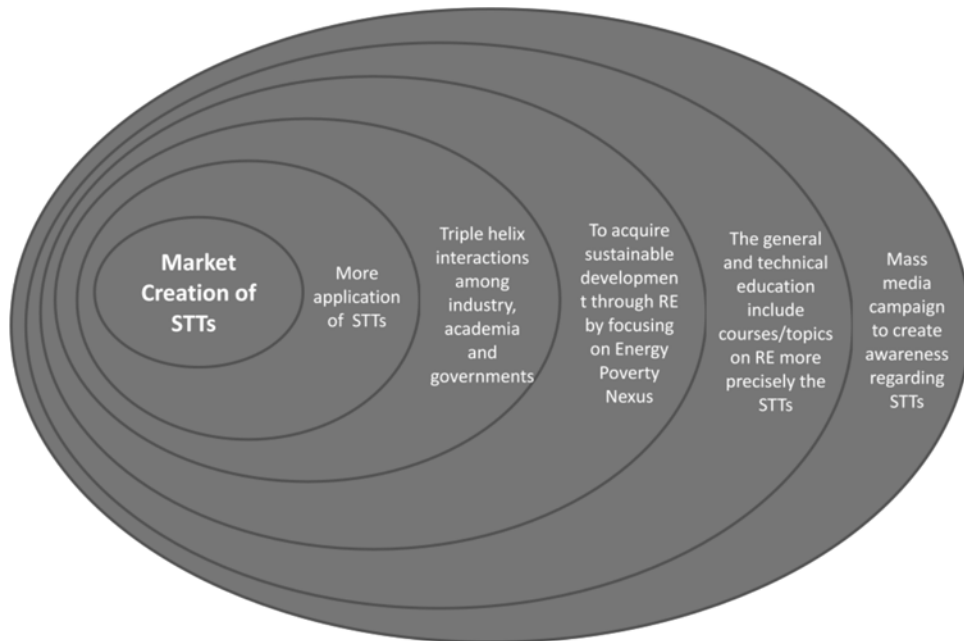 Market
Creation of
STTs
More
application
of STTs
Triple helix
interactions
among
industry,
academia
and
governments
To acquire
sustainable
developmen
t through RE
by focusing
on Energy
Poverty
Nexus
The general
and technical
education
include
courses/topics
on RE more
precisely the
STTs
Mass
media
campaign
to create
awareness
regarding
STTs